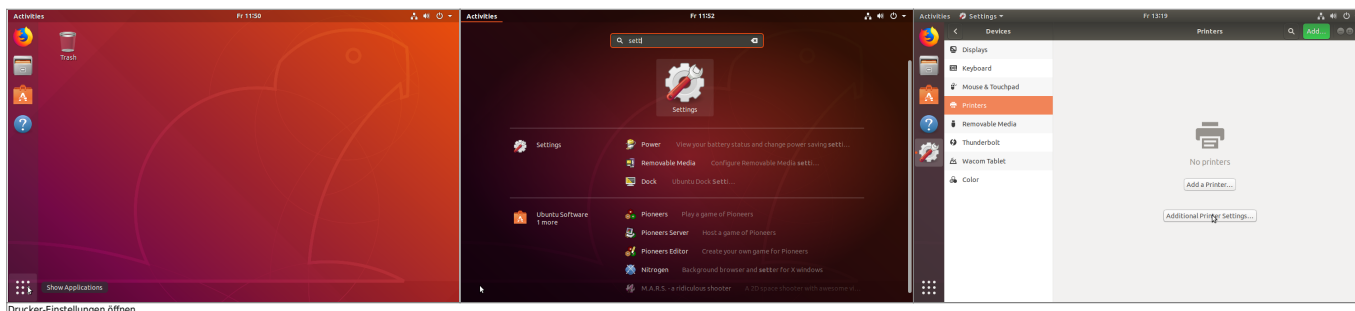 Activities
Fr 11:50
Trash
Show Applications
Activities
Fr 11:52
sett
Settings
Settings
Power View your battery status and change power saving setti...
Removable Media Configure Removable Media setti...
Dock Ubuntu Dock Setti...
Ubuntu Software
1 more
Pioneers Play a game of Pioneers
Pioneers Server Host a game of Pioneers
Pioneers Editor Create your own game for Pioneers
Nitrogen Background browser and setter for X windows
M.A.R.S. - a ridiculous shooter A 2D space shooter with awesome vi...
Activities Settings
Fr 13:19
Devices
Printers
Add...
Displays
Keyboard
Mouse & Touchpad
Printers
Removable Media
Thunderbolt
Wacom Tablet
Color
No printers
Add a Printer...
Additional Printer Settings...
Drucker-Einstellungen öffnen